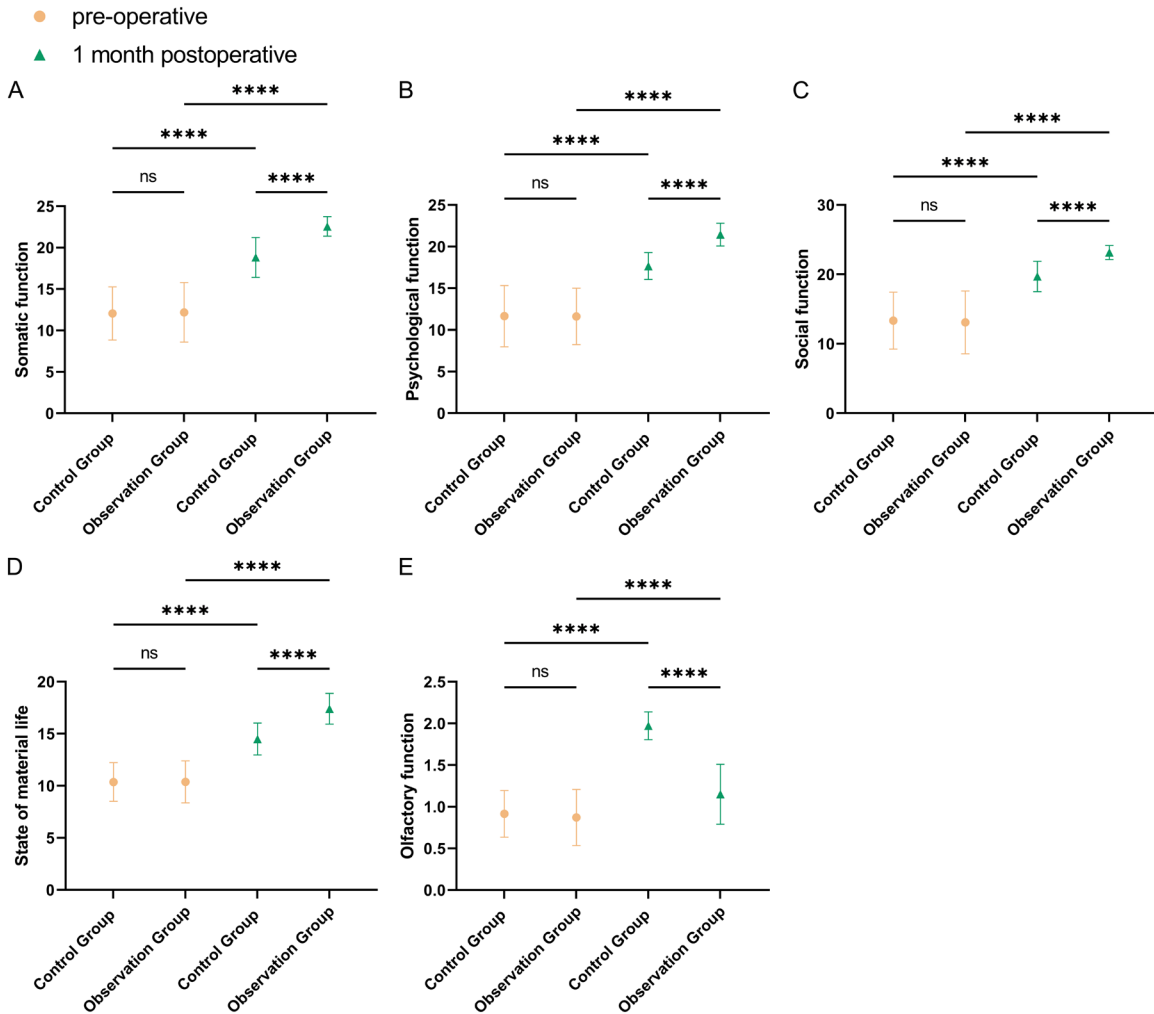 pre-operative
1 month postoperative
A
****
****
ns
****
Somatic function
25
20
15
10
5
0
Control Group
Observation Group
Control Group
Observation Group
B
****
****
ns
****
Psychological function
25
20
15
10
5
0
Control Group
Observation Group
Control Group
Observation Group
C
****
****
ns
****
Social function
30
20
10
0
Control Group
Observation Group
Control Group
Observation Group
D
****
****
ns
****
State of material life
20
15
10
5
0
Control Group
Observation Group
Control Group
Observation Group
E
****
****
ns
****
Olfactory function
2.5
2.0
1.5
1.0
0.5
0.0
Control Group
Observation Group
Control Group
Observation Group